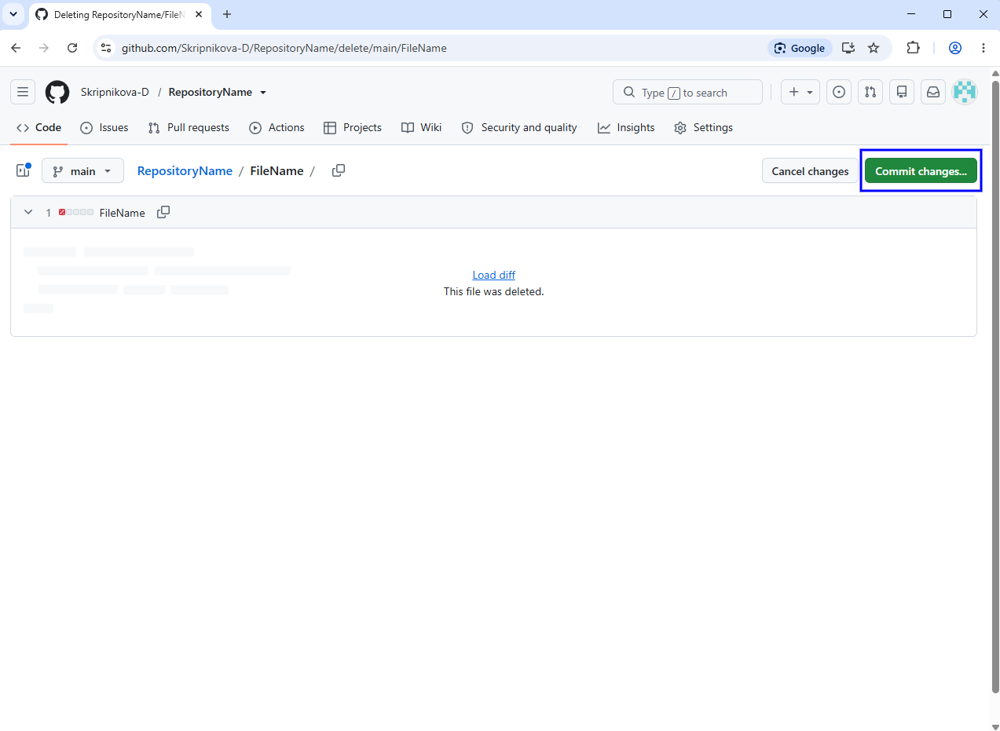 Deleting RepositoryName/FileN
github.com/Skripnikova-D/RepositoryName/delete/main/FileName
Google
Skripnikova-D / RepositoryName
Type / to search
Code Issues Pull requests Actions Projects Wiki Security and quality Insights Settings
main RepositoryName / FileName / Cancel changes Commit changes...
1 FileName
Load diff
This file was deleted.